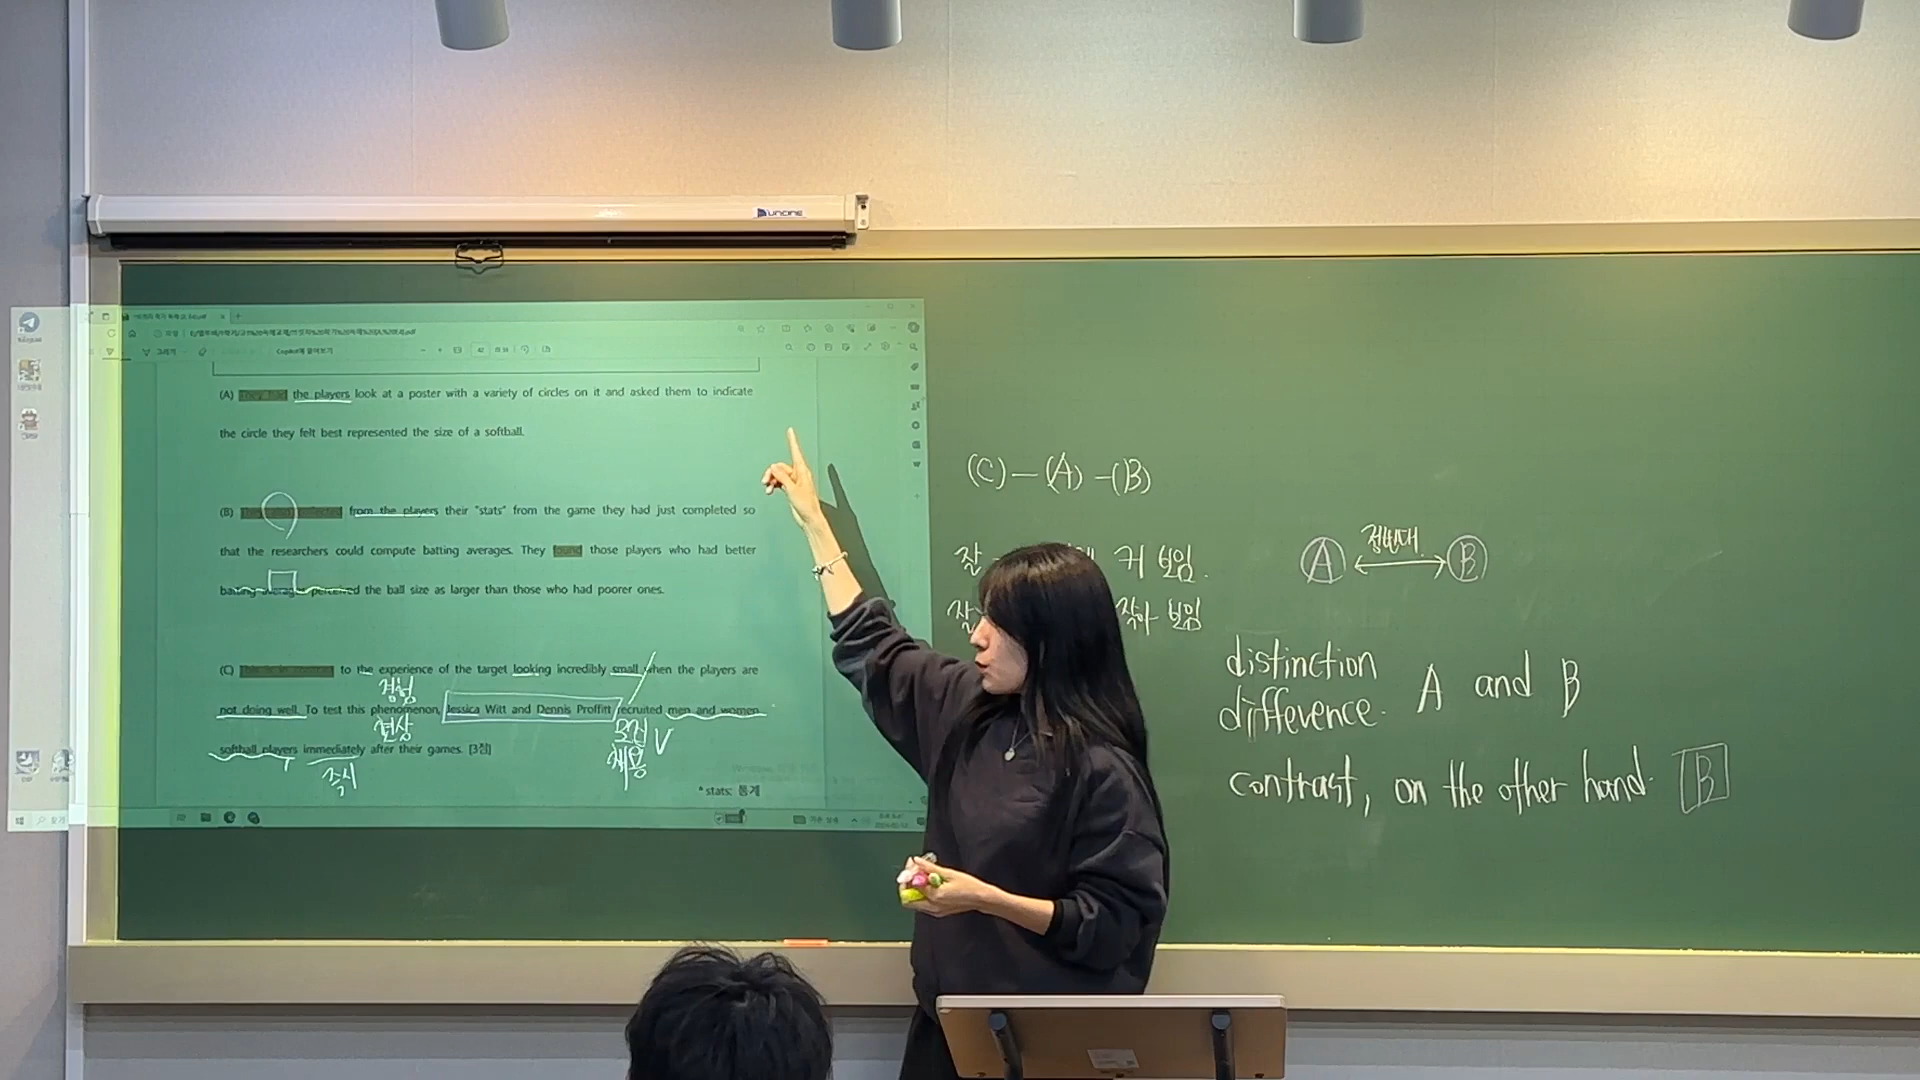 UNCINE
(A) They had the players look at a poster with a variety of circles on it and asked them to indicate
the circle they felt best represented the size of a softball.
(B) from the players their "stats" from the game they had just completed so
that the researchers could compute batting averages. They found those players who had better
batting averages perceived the ball size as larger than those who had poorer ones.
(C) to the experience of the target looking incredibly small when the players are
경험
not doing well. To test this phenomenon, Jessica Witt and Dennis Proffitt recruited men and women
현상
모집
채용
softball players immediately after their games. [3점]
즉시
* stats: 통계
(C) – (A) – (B)
잘 커 보임.
잘 작아 보임
A 정반대 B
distinction
difference. A and B
contrast, on the other hand. B